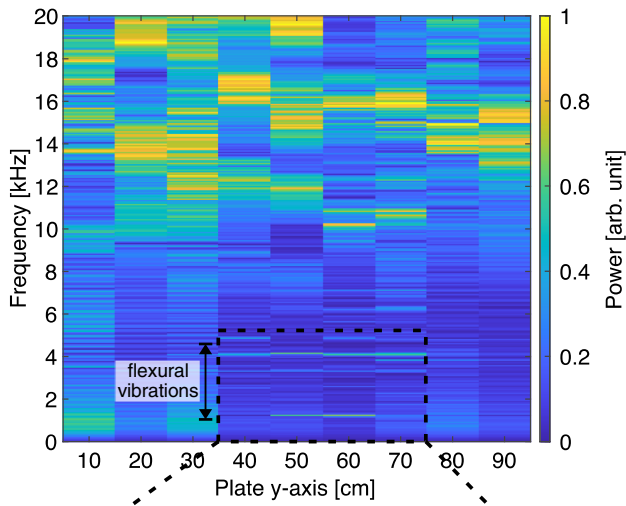 20
18
16
14
12
10
8
6
4
2
0
Frequency [kHz]
flexural
vibrations
10 20 30 40 50 60 70 80 90
Plate y-axis [cm]
1
0.8
0.6
0.4
0.2
0
Power [arb. unit]